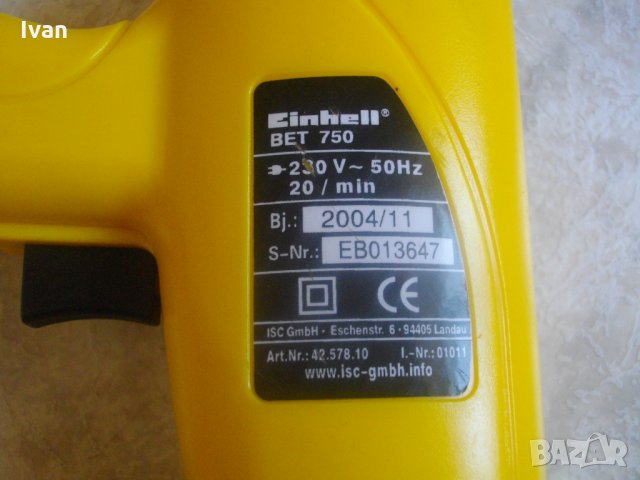 Ivan
Einhell®
BET 750
230 V~ 50Hz
20 / min
Bj.: 2004/11
S-Nr.: EB013647
CE
ISC GmbH · Eschenstr. 6 · 94405 Landau
Art.Nr.: 42.578.10 I.-Nr.: 01011
www.isc-gmbh.info
BAZAR